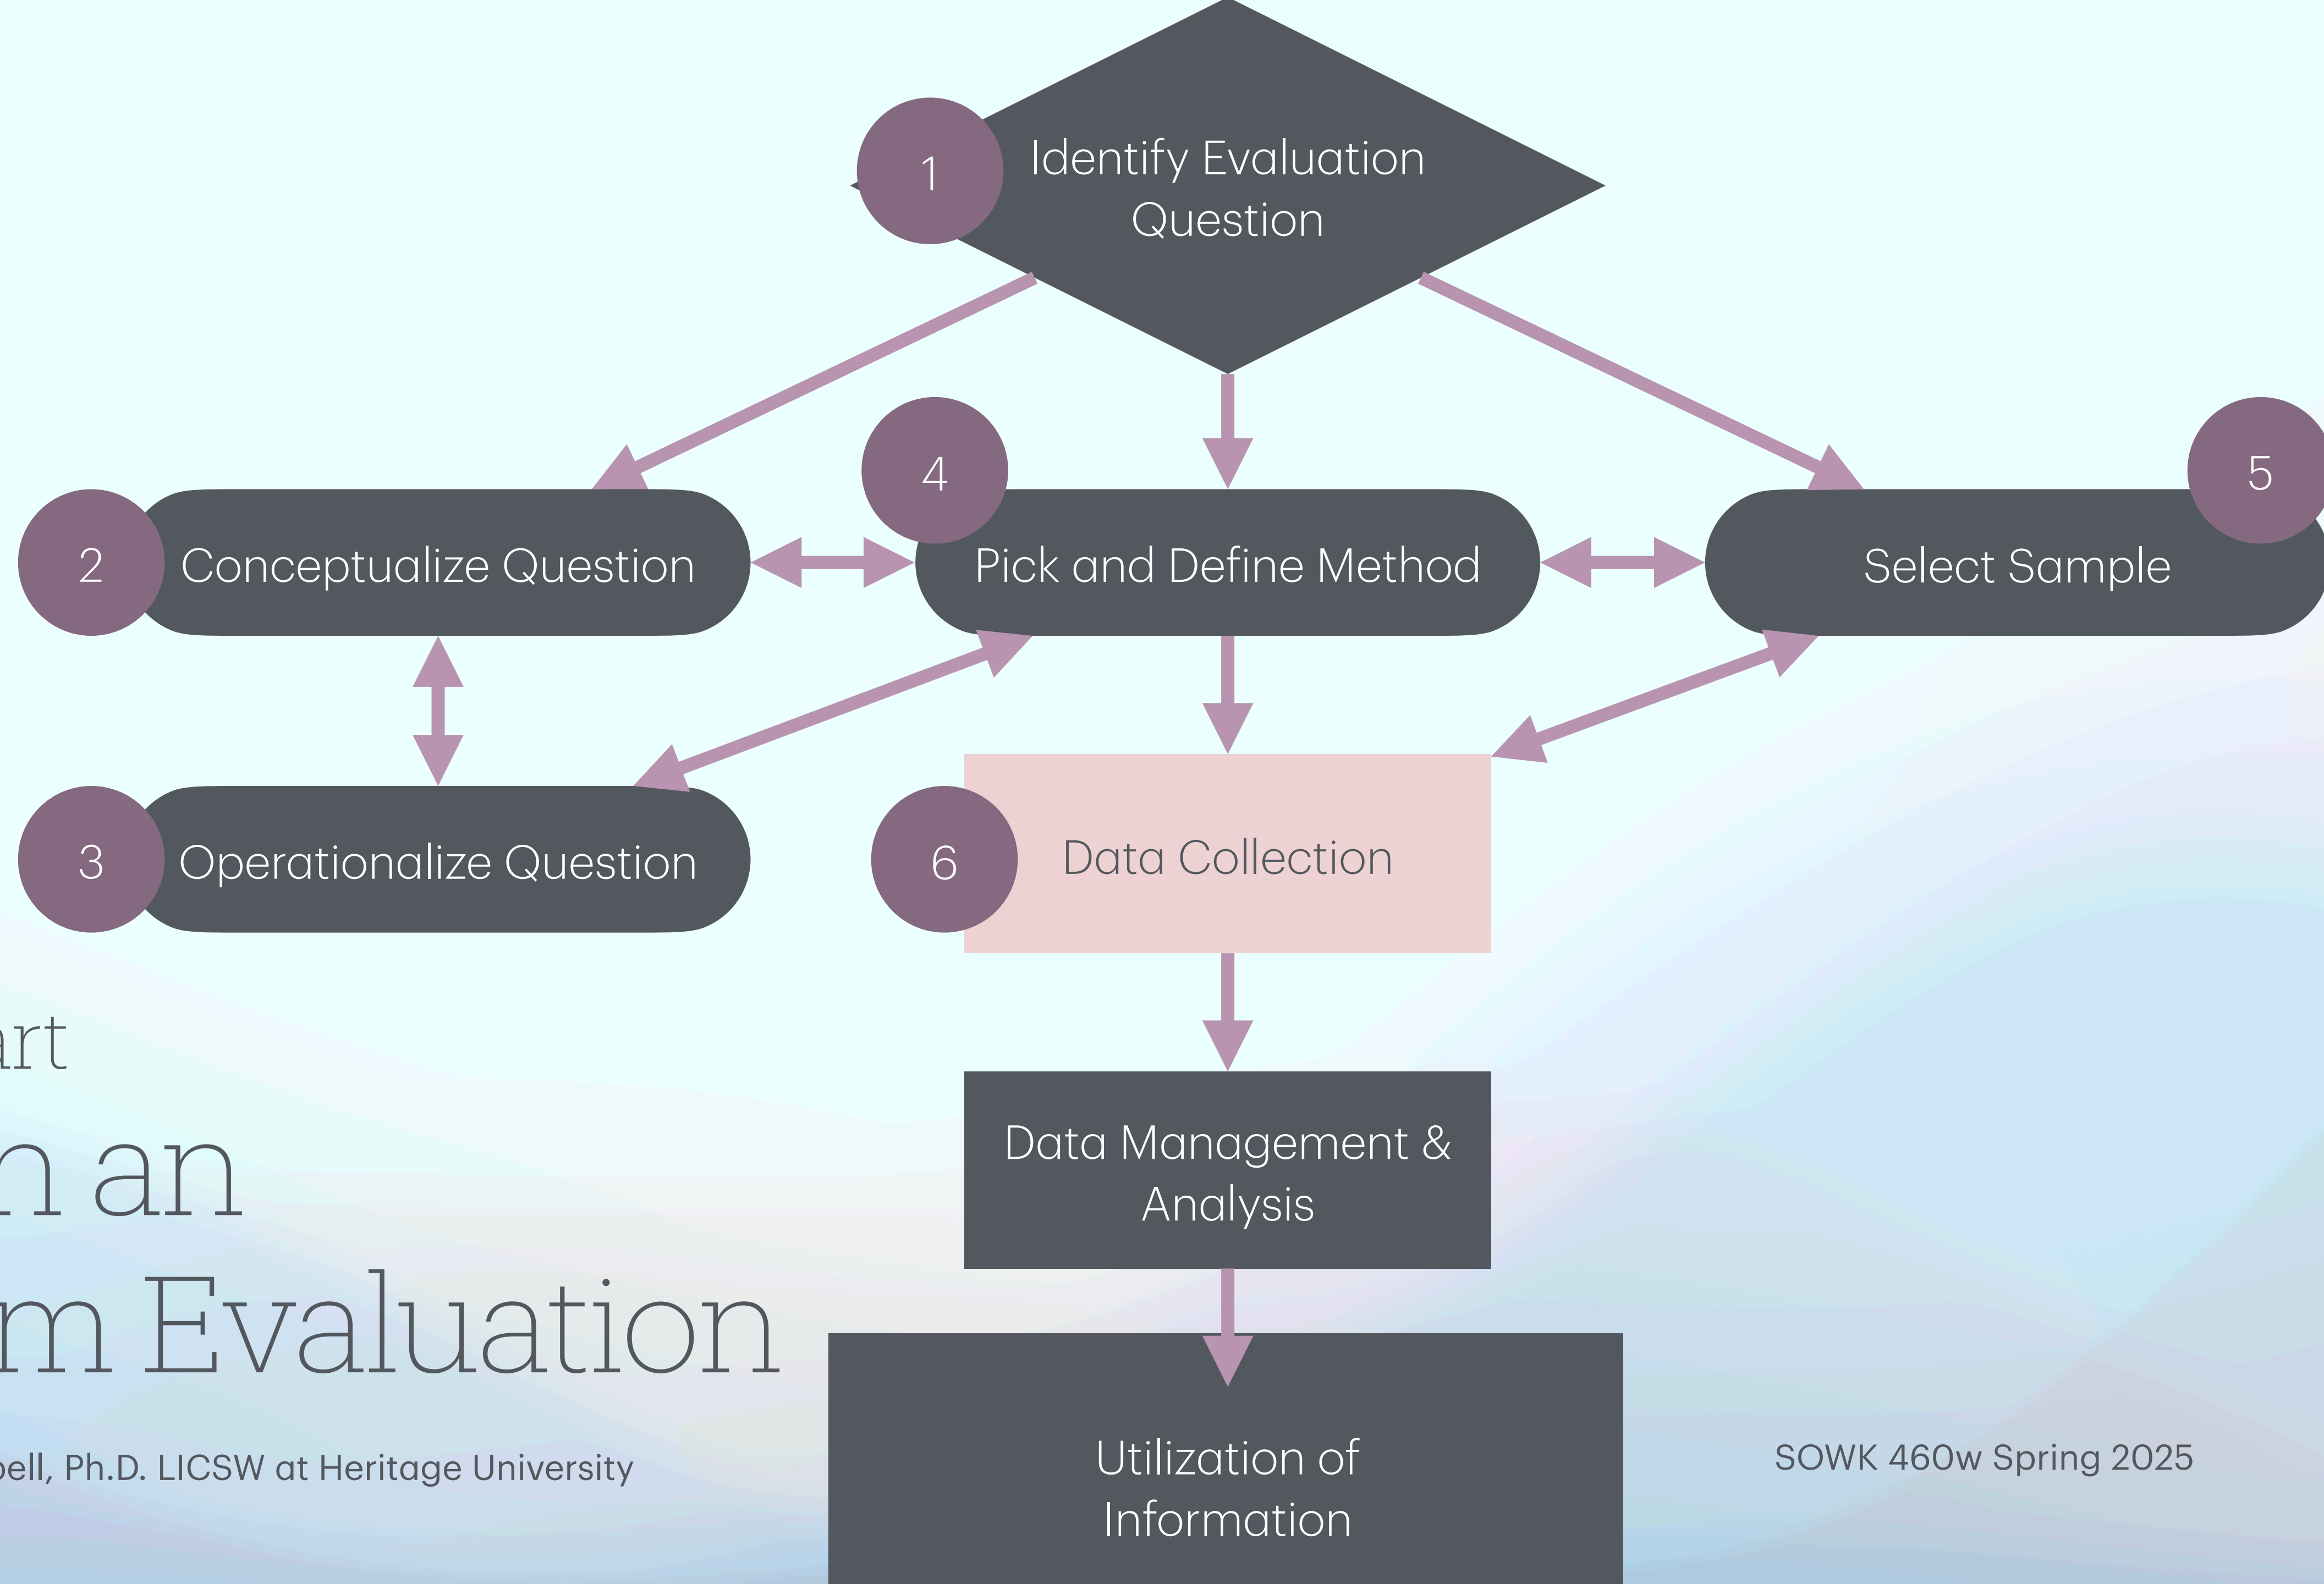 1
Identify Evaluation
Question
2
Conceptualize Question
4
Pick and Define Method
5
Select Sample
3
Operationalize Question
6
Data Collection
Data Management &
Analysis
Utilization of
Information
art
n an
m Evaluation
bell, Ph.D. LICSW at Heritage University
SOWK 460w Spring 2025